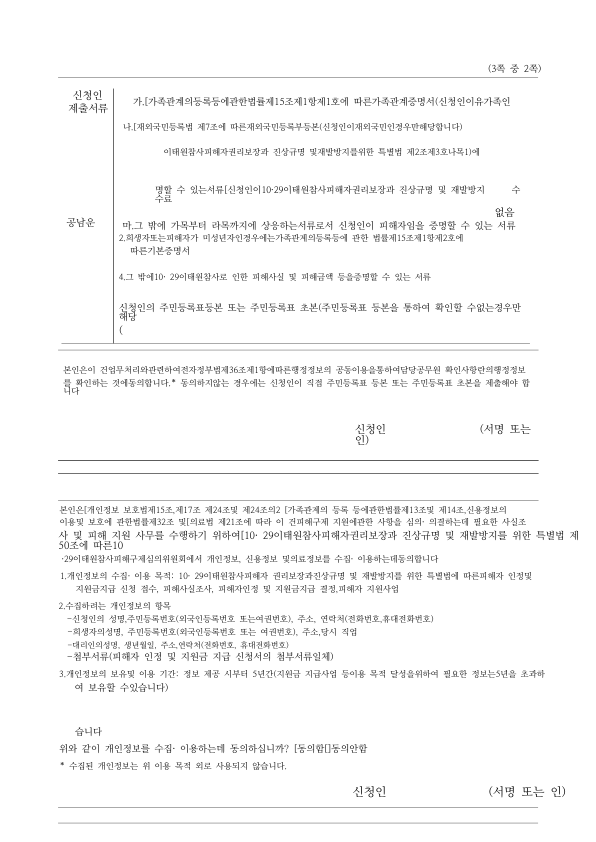 (3쪽 중 2쪽)
신청인
제출서류
가.[가족관계의등록등에관한법률제15조제1항제1호에 따른가족관계증명서(신청인이유가족인
나.[재외국민등록법 제7조에 따른재외국민등록부등본(신청인이재외국민인경우만해당합니다)
이태원참사피해자권리보장과 진상규명 및재발방지를위한 특별법 제2조제3호나목1)에
명할 수 있는서류[신청인이10·29이태원참사피해자권리보장과 진상규명 및 재발방지 수
수료
없음
공남운
마.그 밖에 가목부터 라목까지에 상응하는서류로서 신청인이 피해자임을 증명할 수 있는 서류
2.희생자또는피해자가 미성년자인경우에는가족관계의등록등에 관한 법률제15조제1항제2호에
따른기본증명서
4.그 밖에10· 29이태원참사로 인한 피해사실 및 피해금액 등을증명할 수 있는 서류
신청인의 주민등록표등본 또는 주민등록표 초본(주민등록표 등본을 통하여 확인할 수없는경우만
해당
(
본인은이 건업무처리와관련하여전자정부법제36조제1항에따른행정정보의 공동이용을통하여담당공무원 확인사항란의행정정보
를 확인하는 것에동의합니다.* 동의하지않는 경우에는 신청인이 직접 주민등록표 등본 또는 주민등록표 초본을 제출해야 합
니다
신청인 (서명 또는
인)
본인은[개인정보 보호법제15조,제17조 제24조및 제24조의2 [가족관계의 등록 등에관한법률제13조및 제14조,신용정보의
이용및 보호에 관한법률제32조 및[의료법 제21조에 따라 이 건피해구제 지원에관한 사항을 심의· 의결하는데 필요한 사실조
사 및 피해 지원 사무를 수행하기 위하여[10· 29이태원참사피해자권리보장과 진상규명 및 재발방지를 위한 특별법 제
50조에 따른10
·29이태원참사피해구제심의위원회에서 개인정보, 신용정보 및의료정보를 수집· 이용하는데동의합니다
1.개인정보의 수집· 이용 목적: 10· 29이태원참사피해자 권리보장과진상규명 및 재발방지를 위한 특별법에 따른피해자 인정및
지원금지급 신청 접수, 피해사실조사, 피해자인정 및 지원금지급 결정,피해자 지원사업
2.수집하려는 개인정보의 항목
-신청인의 성명,주민등록번호(외국인등록번호 또는여권번호), 주소, 연락처(전화번호,휴대전화번호)
-희생자의성명, 주민등록번호(외국인등록번호 또는 여권번호), 주소,당시 직업
-대리인의성명, 생년월일, 주소,연락처(전화번호, 휴대전화번호)
-첨부서류(피해자 인정 및 지원금 지급 신청서의 첨부서류일체)
3.개인정보의 보유및 이용 기간: 정보 제공 시부터 5년간(지원금 지급사업 등이용 목적 달성을위하여 필요한 정보는5년을 초과하
여 보유할 수있습니다)
습니다
위와 같이 개인정보를 수집· 이용하는데 동의하십니까? [동의함[]동의안함
* 수집된 개인정보는 위 이용 목적 외로 사용되지 않습니다.
신청인 (서명 또는 인)